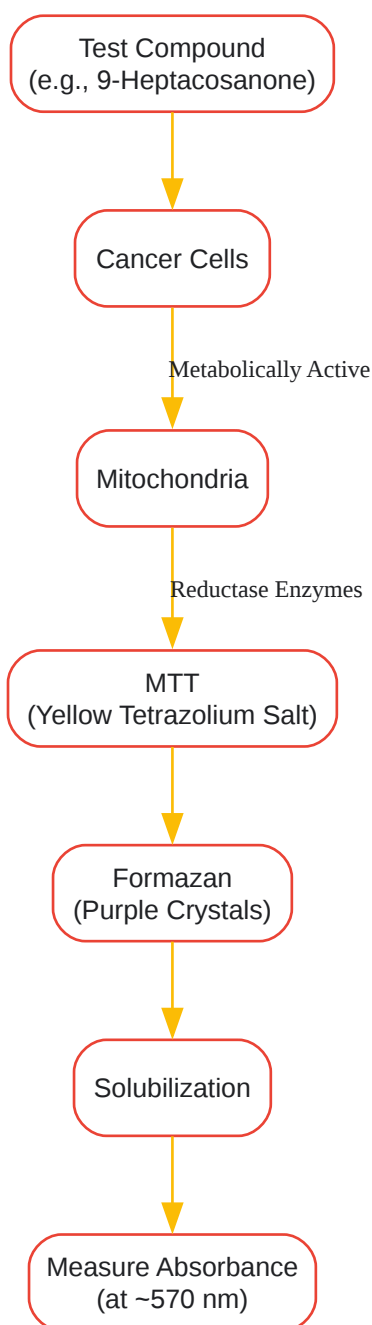 Test Compound
(e.g., 9-Heptacosanone)
Cancer Cells
Metabolically Active
Mitochondria
Reductase Enzymes
MTT
(Yellow Tetrazolium Salt)
Formazan
(Purple Crystals)
Solubilization
Measure Absorbance
(at ~570 nm)